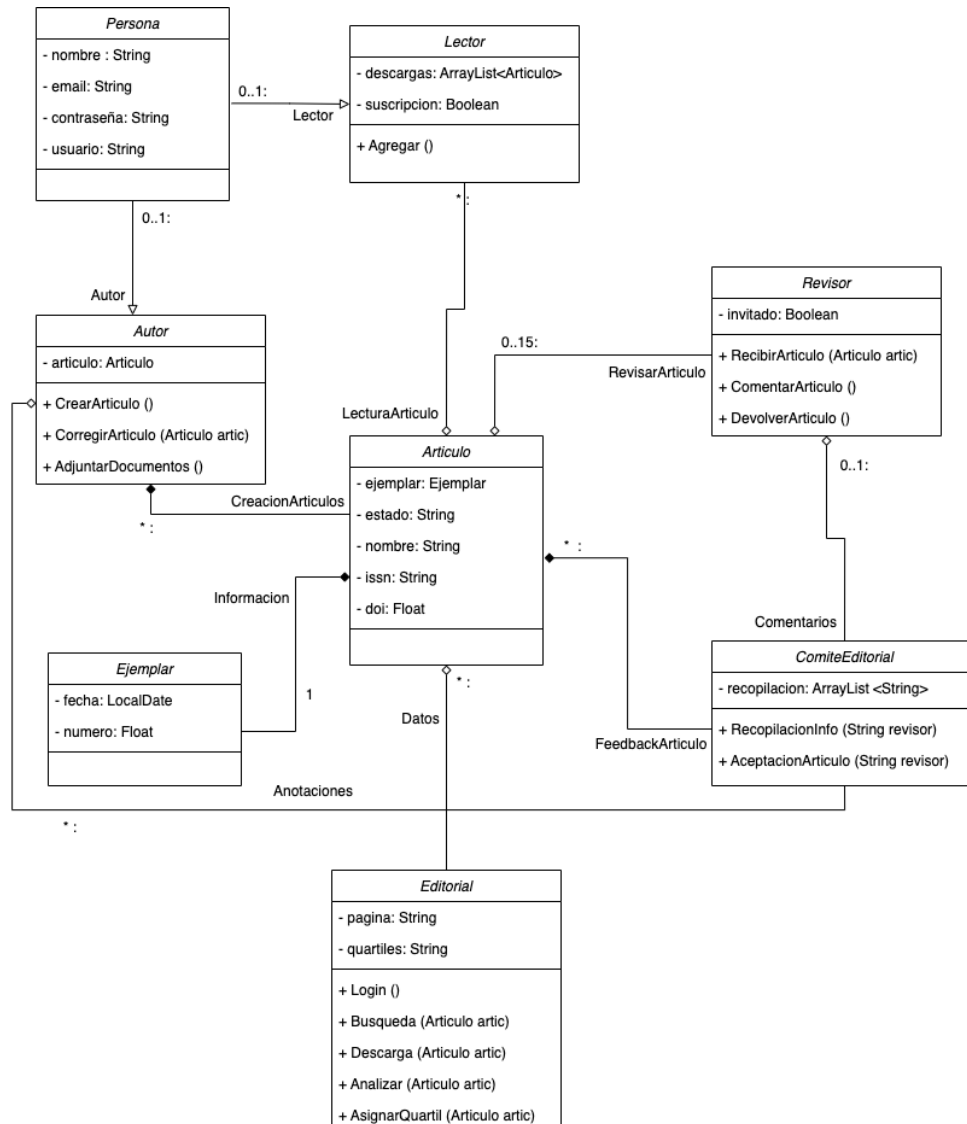 Persona
- nombre : String
- email: String
- contraseña: String
- usuario: String
0..1:
Lector
Lector
- descargas: ArrayList<Articulo>
- suscripcion: Boolean
+ Agregar ()
* :
0..1:
Autor
Autor
- articulo: Articulo
+ CrearArticulo ()
+ CorregirArticulo (Articulo artic)
+ AdjuntarDocumentos ()
* :
CreacionArticulos
LecturaArticulo
0..15:
RevisarArticulo
Revisor
- invitado: Boolean
+ RecibirArticulo (Articulo artic)
+ ComentarArticulo ()
+ DevolverArticulo ()
0..1:
Comentarios
Articulo
- ejemplar: Ejemplar
- estado: String
- nombre: String
- issn: String
- doi: Float
* :
FeedbackArticulo
Informacion
1
Ejemplar
- fecha: LocalDate
- numero: Float
* :
Datos
ComiteEditorial
- recopilacion: ArrayList <String>
+ RecopilacionInfo (String revisor)
+ AceptacionArticulo (String revisor)
Anotaciones
* :
Editorial
- pagina: String
- quartiles: String
+ Login ()
+ Busqueda (Articulo artic)
+ Descarga (Articulo artic)
+ Analizar (Articulo artic)
+ AsignarQuartil (Articulo artic)